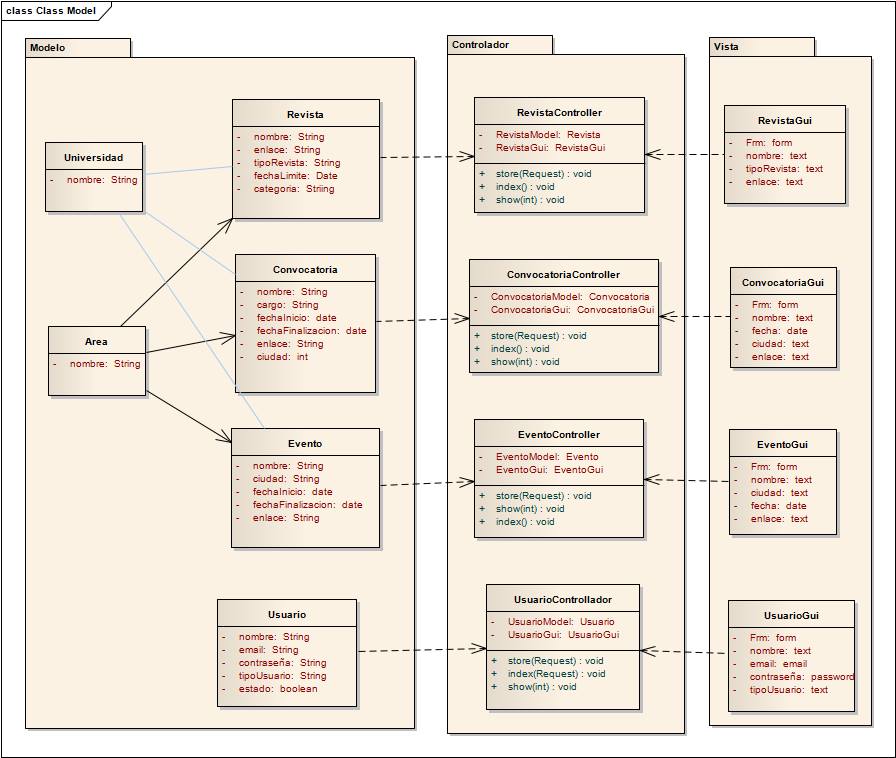 class Class Model
Modelo
Universidad
- nombre: String
Area
- nombre: String
Revista
- nombre: String
- enlace: String
- tipoRevista: String
- fechaLimite: Date
- categoria: Striing
Convocatoria
- nombre: String
- cargo: String
- fechaInicio: date
- fechaFinalizacion: date
- enlace: String
- ciudad: int
Evento
- nombre: String
- ciudad: String
- fechaInicio: date
- fechaFinalizacion: date
- enlace: String
Usuario
- nombre: String
- email: String
- contraseña: String
- tipoUsuario: String
- estado: boolean
Controlador
RevistaController
- RevistaModel: Revista
- RevistaGui: RevistaGui
+ store(Request) : void
+ index() : void
+ show(int) : void
ConvocatoriaController
- ConvocatoriaModel: Convocatoria
- ConvocatoriaGui: ConvocatoriaGui
+ store(Request) : void
+ index() : void
+ show(int) : void
EventoController
- EventoModel: Evento
- EventoGui: EventoGui
+ store(Request) : void
+ show(int) : void
+ index() : void
UsuarioControllador
- UsuarioModel: Usuario
- UsuarioGui: UsuarioGui
+ store(Request) : void
+ index(Request) : void
+ show(int) : void
Vista
RevistaGui
- Frm: form
- nombre: text
- tipoRevista: text
- enlace: text
ConvocatoriaGui
- Frm: form
- nombre: text
- fecha: date
- ciudad: text
- enlace: text
EventoGui
- Frm: form
- nombre: text
- ciudad: text
- fecha: date
- enlace: text
UsuarioGui
- Frm: form
- nombre: text
- email: email
- contraseña: password
- tipoUsuario: text